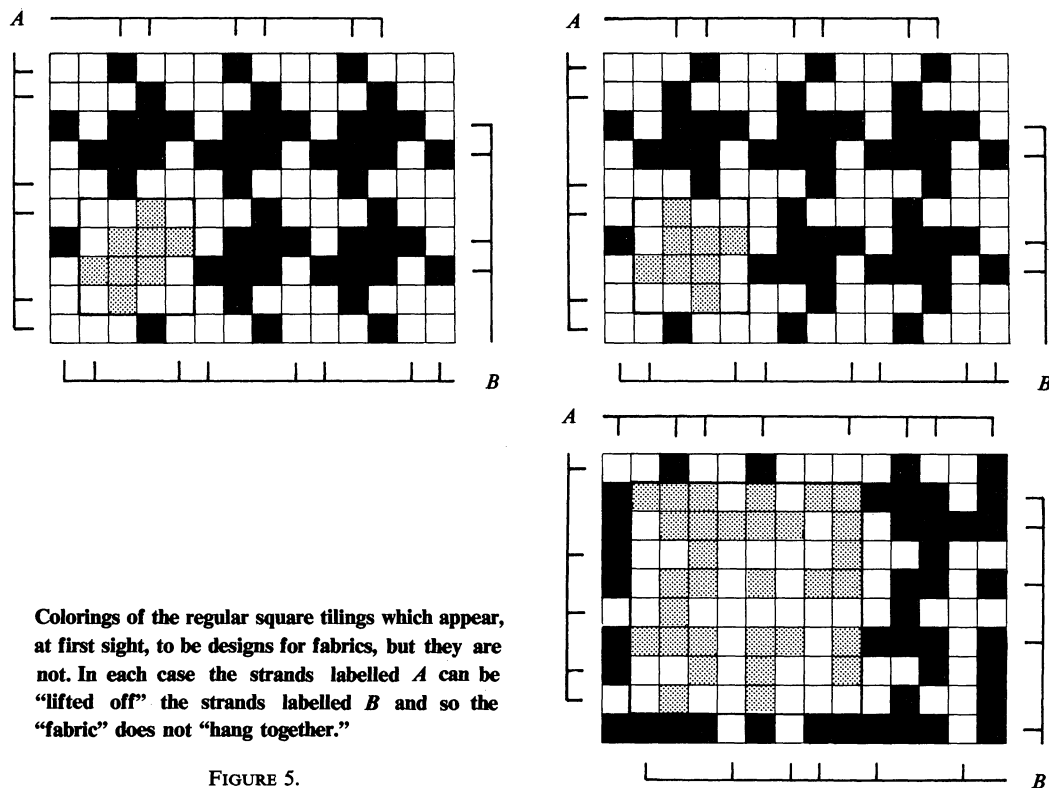 A
A
B
B
A
Colorings of the regular square tilings which appear,
at first sight, to be designs for fabrics, but they are
not. In each case the strands labelled A can be
“lifted off” the strands labelled B and so the
“fabric” does not “hang together.”
FIGURE 5.
B